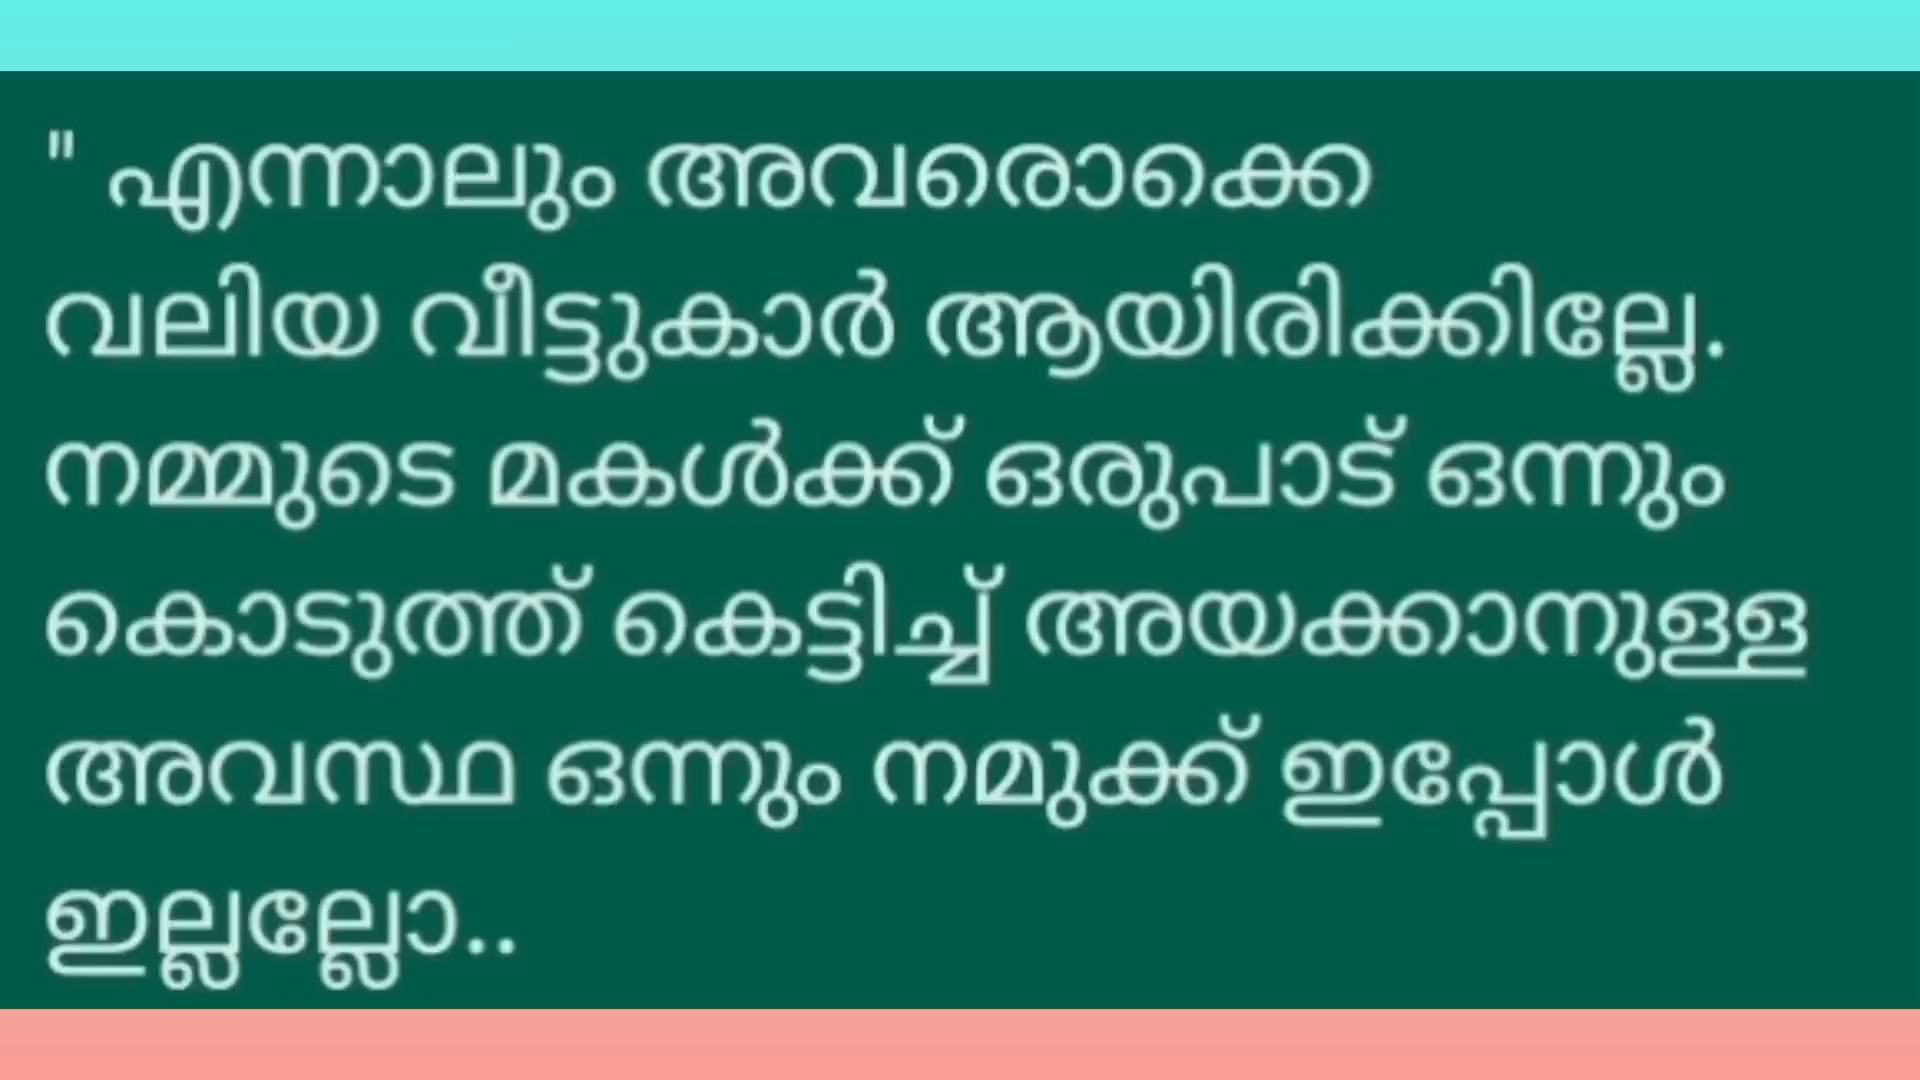 " എന്നാലും അവരൊക്കെ
വലിയ വീട്ടുകാർ ആയിരിക്കില്ലേ.
നമ്മുടെ മകൾക്ക് ഒരുപാട് ഒന്നും
കൊടുത്ത് കെട്ടിച്ച് അയക്കാനുള്ള
അവസ്ഥ ഒന്നും നമുക്ക് ഇപ്പോൾ
ഇല്ലല്ലോ..